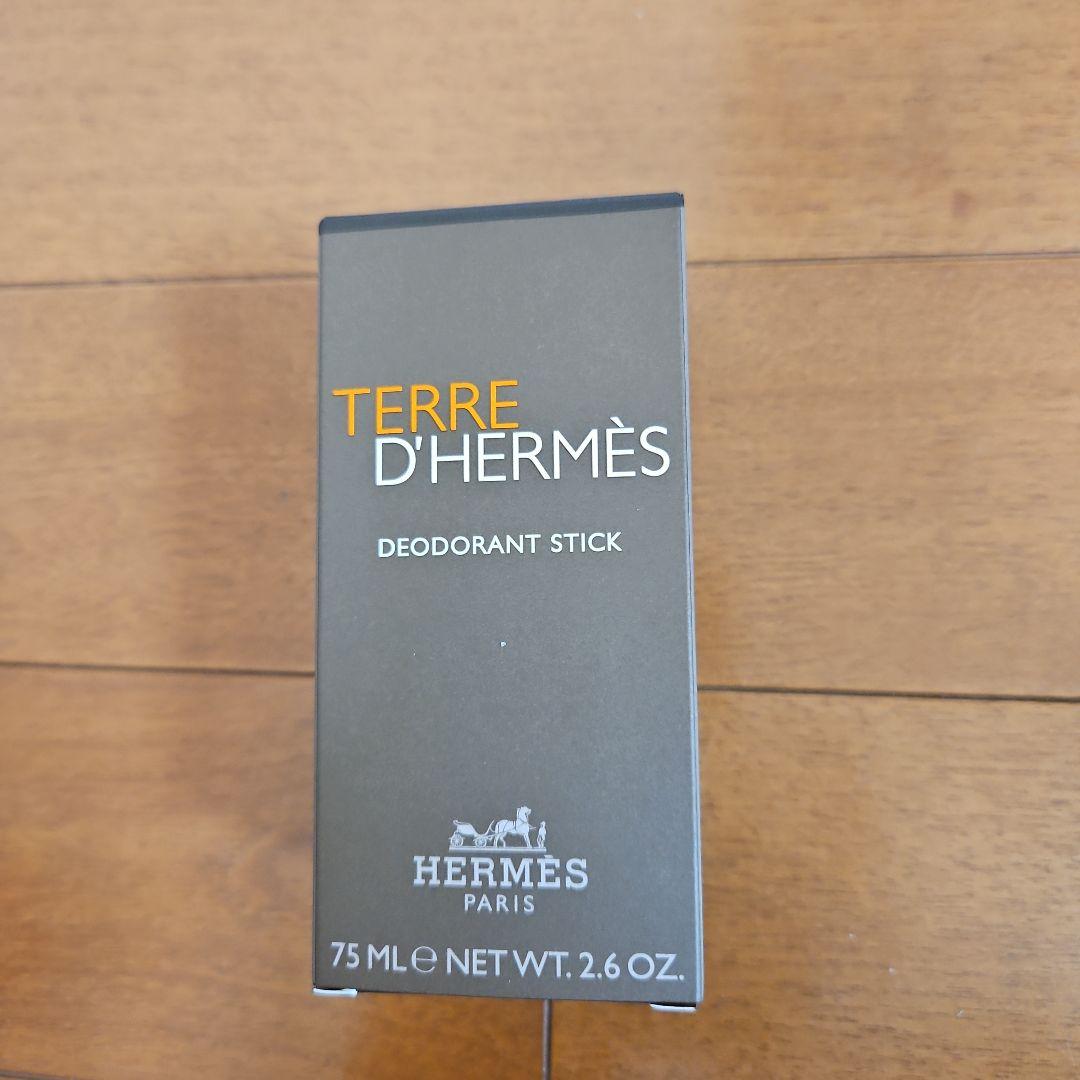 TERRE
D'HERMÈS
DEODORANT STICK
HERMÈS
PARIS
75 ML ℮ NET WT. 2.6 OZ.